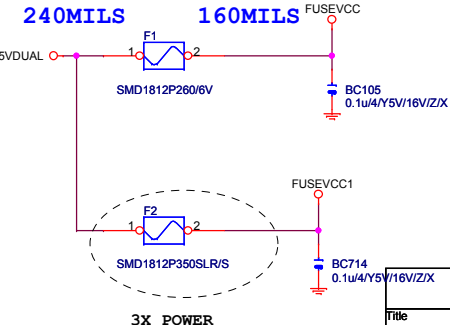 240MILS 160MILS FUSEVCC
F1
5VDUAL 1 2
SMD1812P260/6V
BC105
0.1u/4/Y5V/16V/Z/X
FUSEVCC1
F2
1 2
SMD1812P350SLR/S
BC714
0.1u/4/Y5V/16V/Z/X
3X POWER
Title